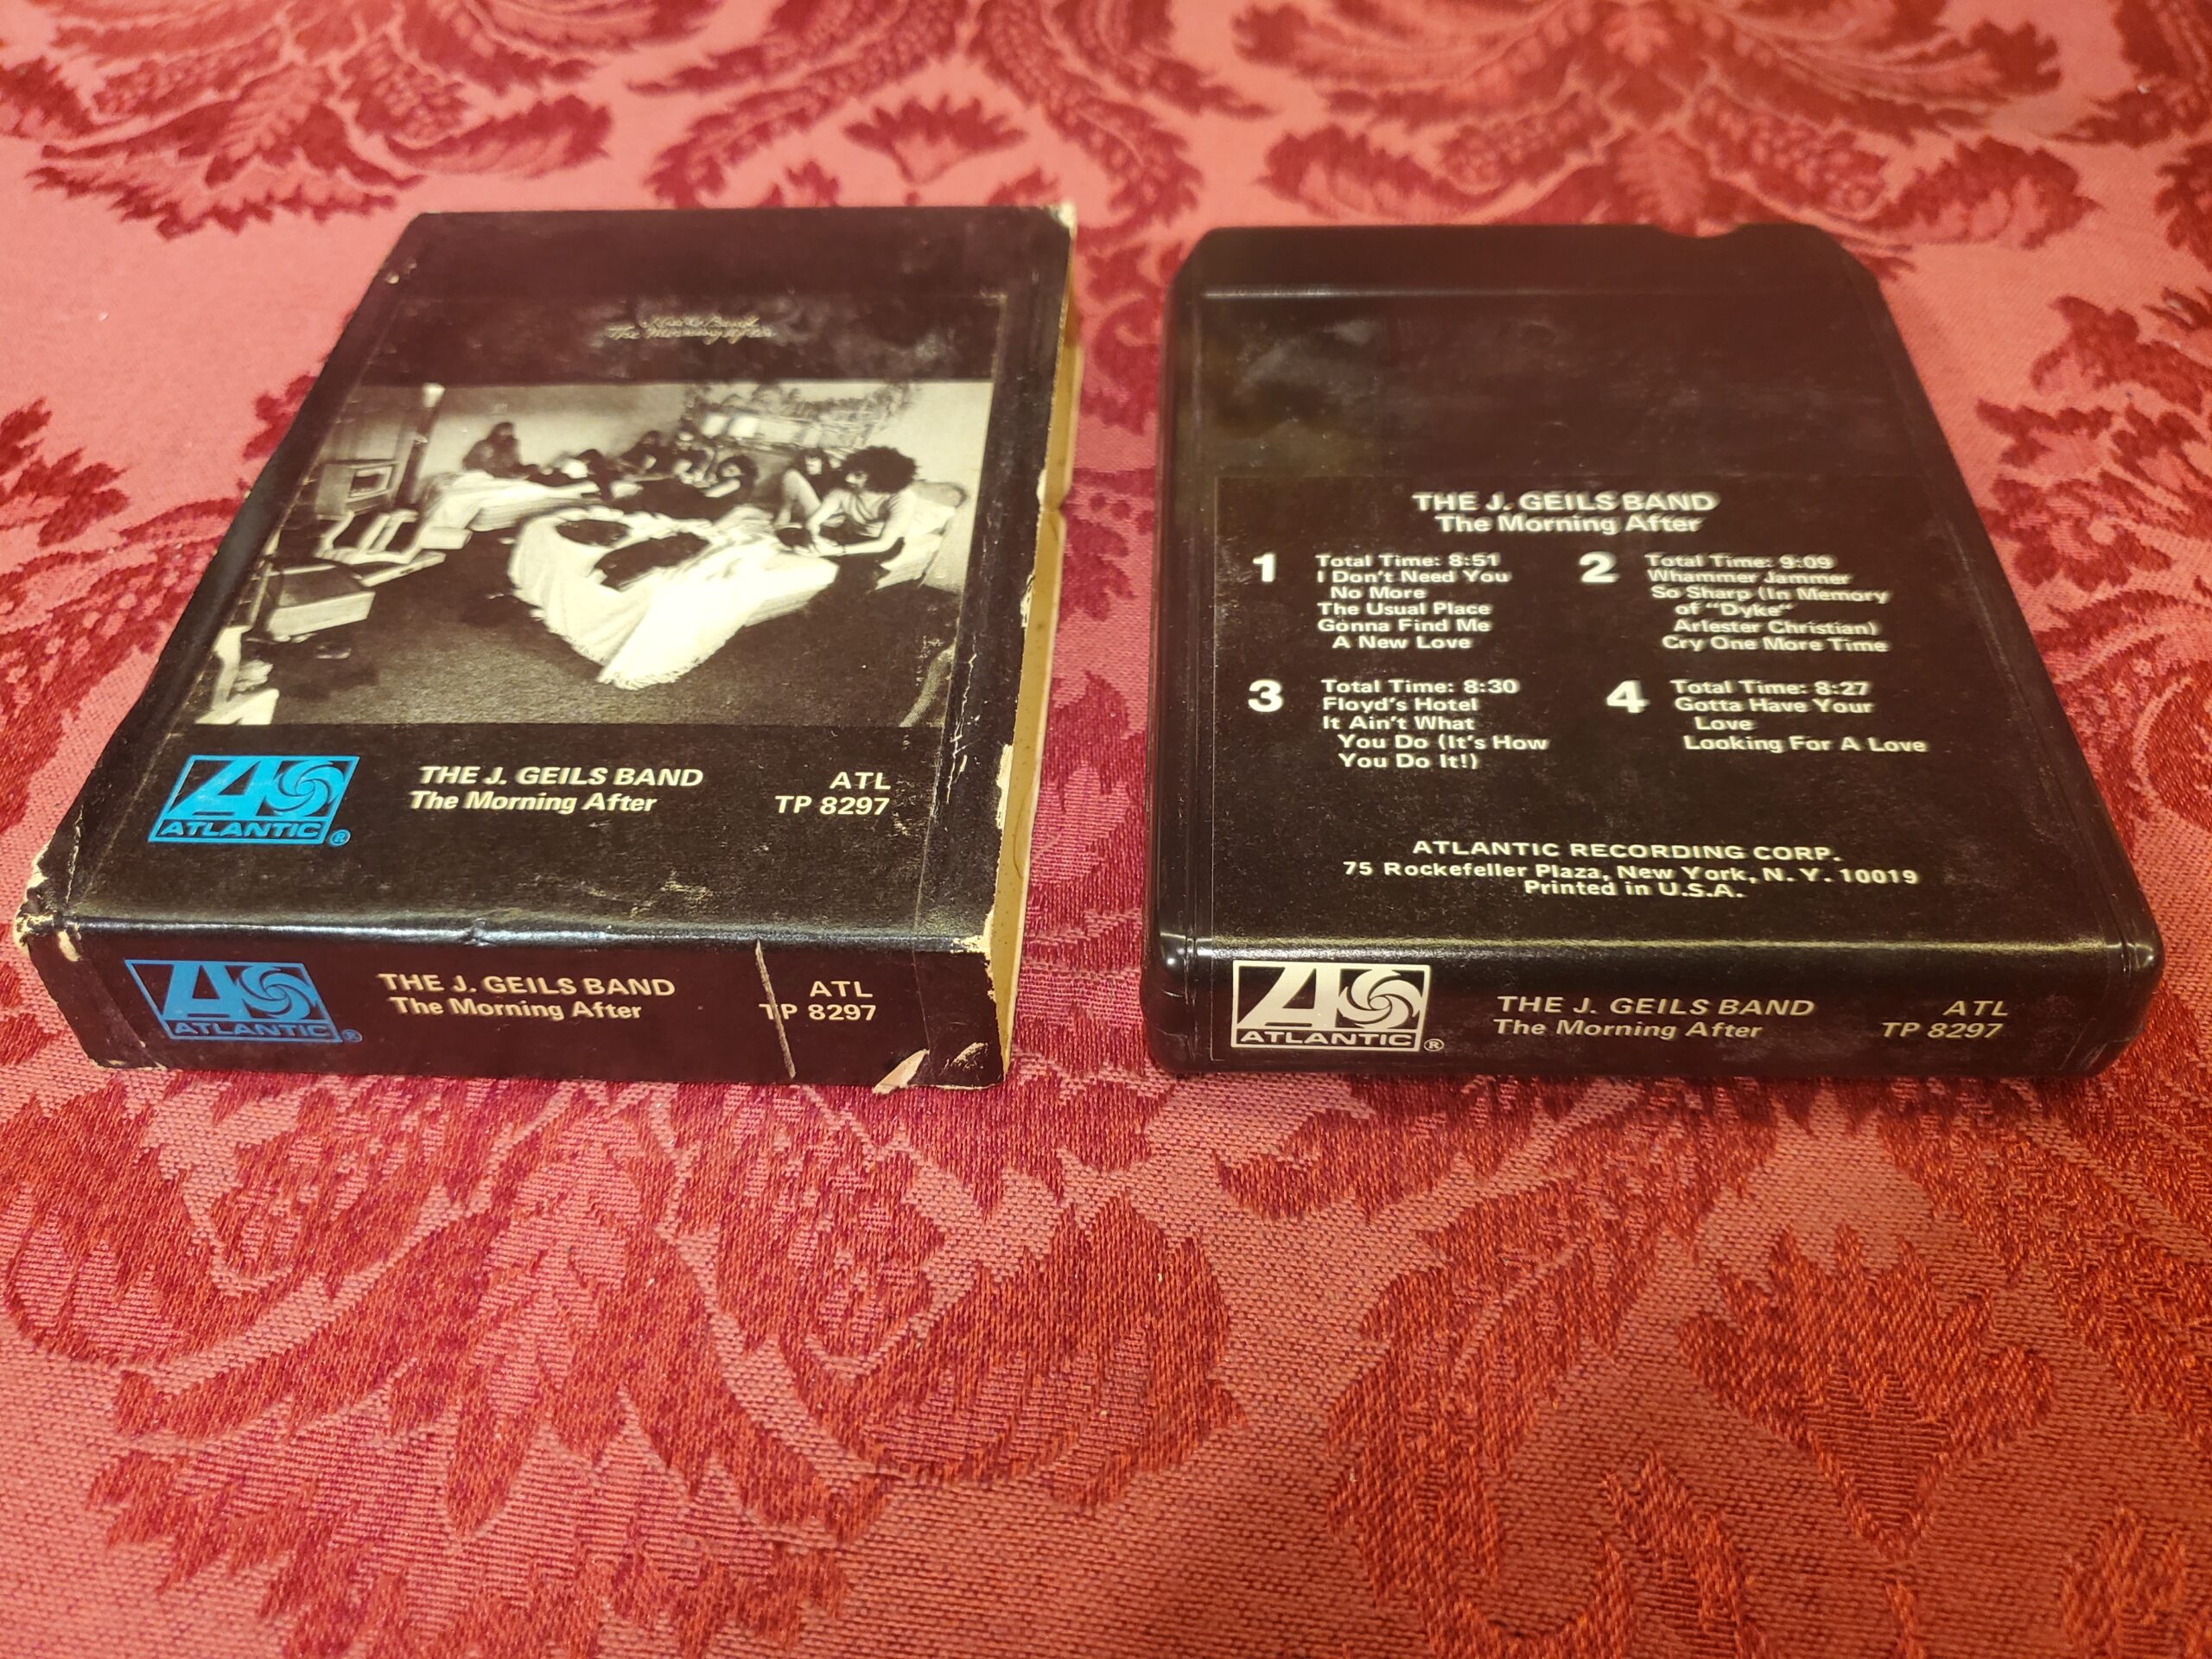 The Morning After
ATLANTIC®
THE J. GEILS BAND
The Morning After
ATL
TP 8297
ATLANTIC®
THE J. GEILS BAND
The Morning After
ATL
TP 8297
THE J. GEILS BAND
The Morning After
1
Total Time: 8:51
I Don't Need You
No More
The Usual Place
Gonna Find Me
A New Love
2
Total Time: 9:09
Whammer Jammer
So Sharp (In Memory
of "Dyke"
Arlester Christian)
Cry One More Time
3
Total Time: 8:30
Floyd's Hotel
It Ain't What
You Do (It's How
You Do It!)
4
Total Time: 8:27
Gotta Have Your
Love
Looking For A Love
ATLANTIC RECORDING CORP.
75 Rockefeller Plaza, New York, N. Y. 10019
Printed in U.S.A.
ATLANTIC®
THE J. GEILS BAND
The Morning After
ATL
TP 8297